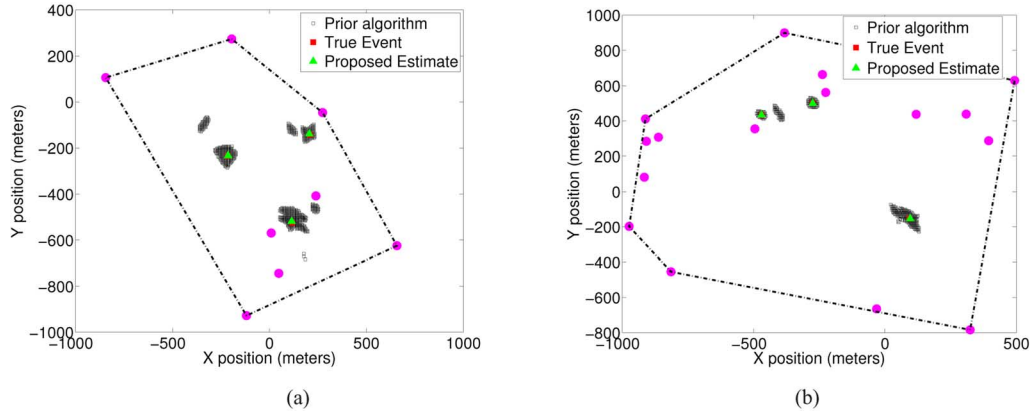 400
200
0
−200
−400
−600
−800
−1000
−1000
−500
0
500
1000
Y position (meters)
X position (meters)
Prior algorithm
True Event
Proposed Estimate
(a)
1000
800
600
400
200
0
−200
−400
−600
−800
−1000
−500
0
500
Y position (meters)
X position (meters)
Prior algorithm
True Event
Proposed Estimate
(b)